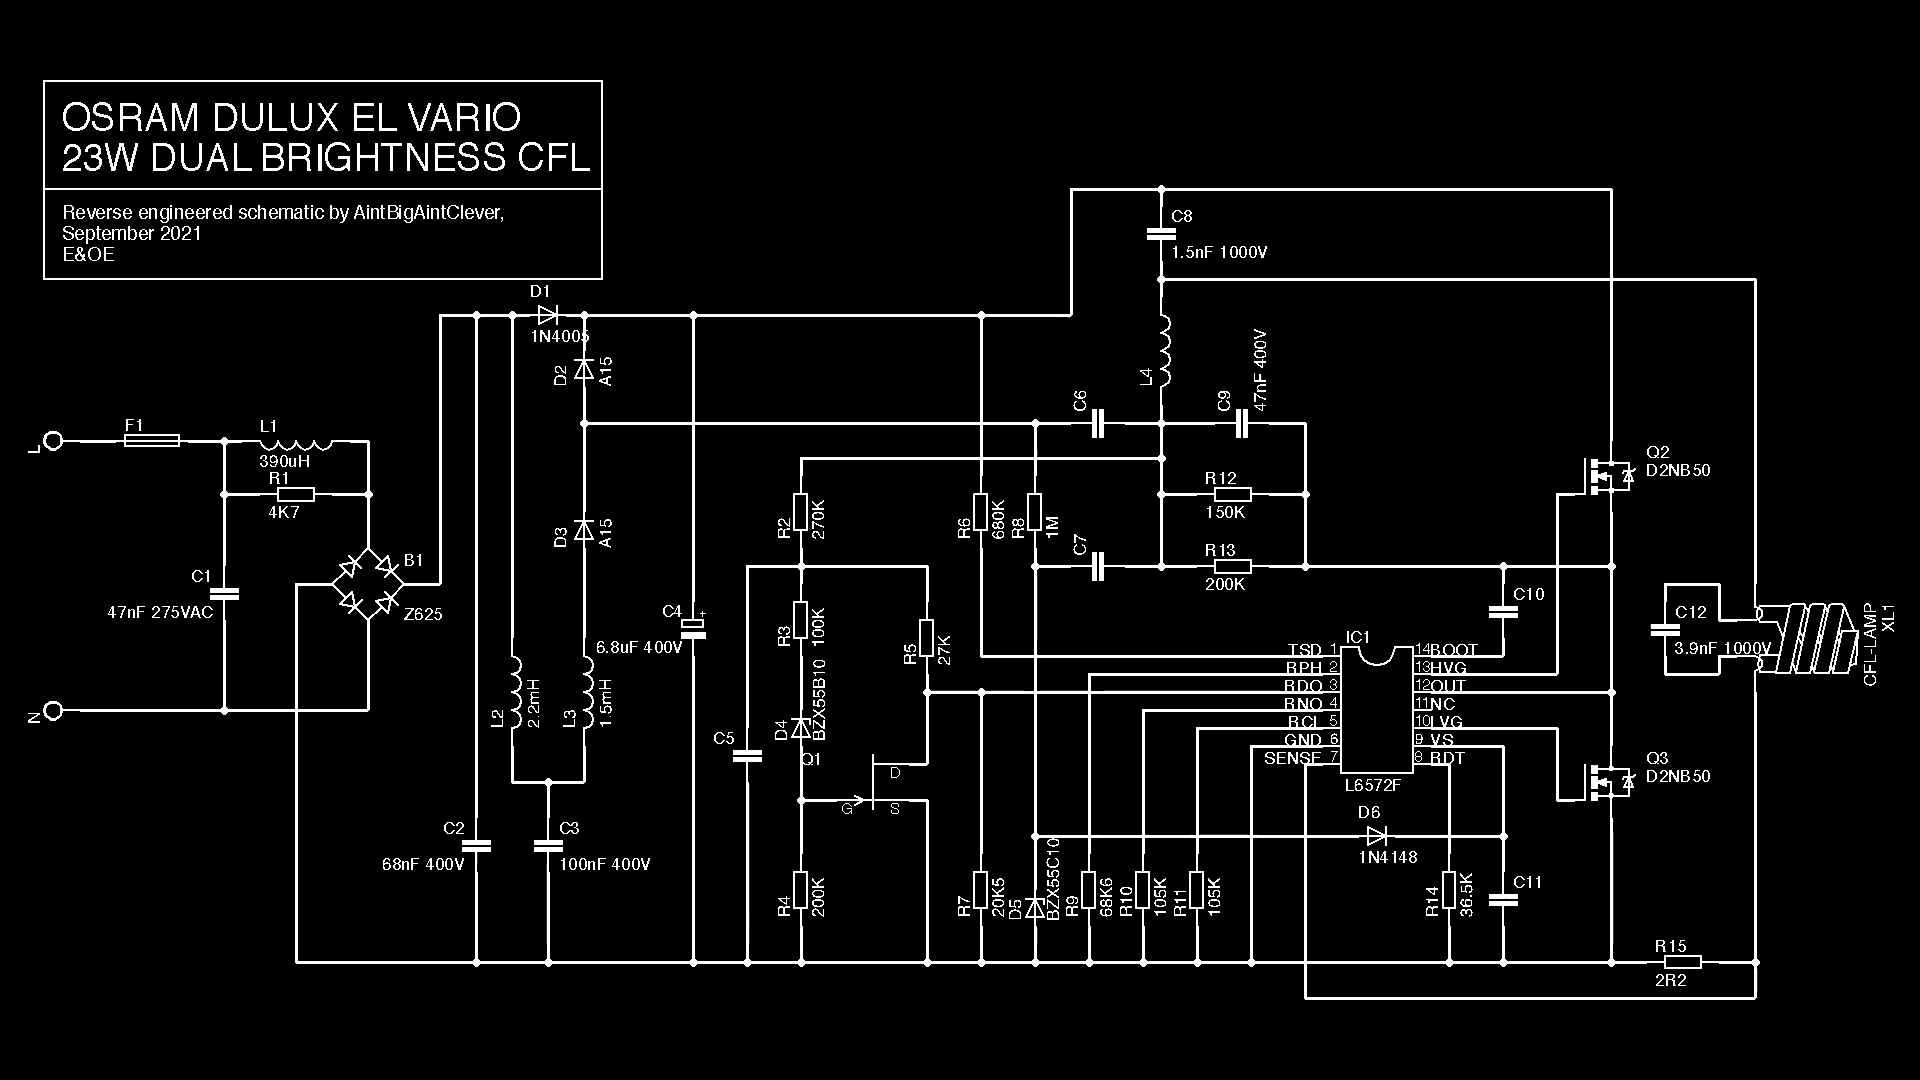 OSRAM DULUX EL VARIO
23W DUAL BRIGHTNESS CFL
Reverse engineered schematic by AintBigAintClever,
September 2021
E&OE
L
F1
L1
390uH
R1
4K7
C1
47nF 275VAC
B1
Z625
N
D1
1N4005
D2
A15
D3
A15
L2
2.2mH
L3
1.5mH
C2
68nF 400V
C3
100nF 400V
C4
+
6.8uF 400V
C5
R2
270K
R3
100K
D4
BZX55B10
Q1
G
D
S
R4
200K
R5
27K
R6
680K
R7
20K5
R8
1M
D5
BZX55C10
R9
68K6
R10
105K
R11
105K
C6
C7
C8
1.5nF 1000V
L4
C9
47nF 400V
R12
150K
R13
200K
C10
IC1
TSD 1
RPH 2
RDO 3
RNO 4
RCI 5
GND 6
SENSE 7
14 BOOT
13 HVG
12 OUT
11 NC
10 LVG
9 VS
8 RDT
L6572F
D6
1N4148
R14
36.5K
C11
Q2
D2NB50
Q3
D2NB50
C12
3.9nF 1000V
CFL-LAMP
XL1
R15
2R2